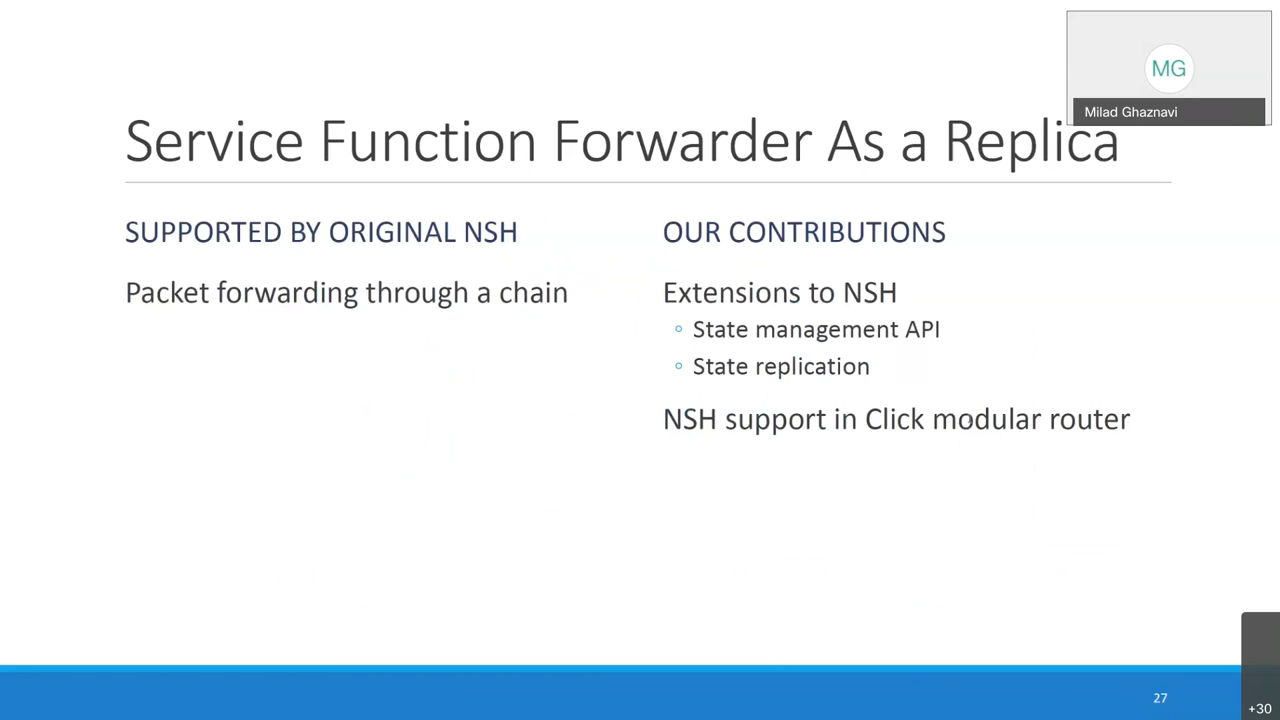 MG
Milad Ghaznavi
Service Function Forwarder As a Replica
SUPPORTED BY ORIGINAL NSH
Packet forwarding through a chain
OUR CONTRIBUTIONS
Extensions to NSH
State management API
State replication
NSH support in Click modular router
27
+30